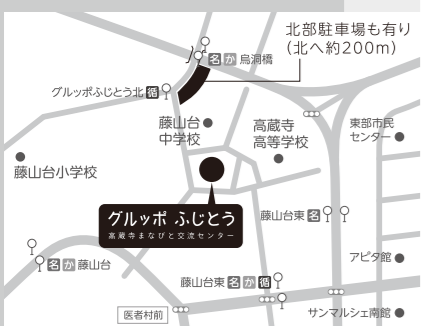 北部駐車場も有り
(北へ約200m)
名 か 烏洞橋
グルッポふじとう北 循
藤山台
中学校
高蔵寺
高等学校
東部市民
センター
藤山台小学校
グルッポ ふじとう
高蔵寺まなびと交流センター
藤山台東 名
名 か 藤山台
アピタ館
藤山台東 名 か 循
医者村前
サンマルシェ南館